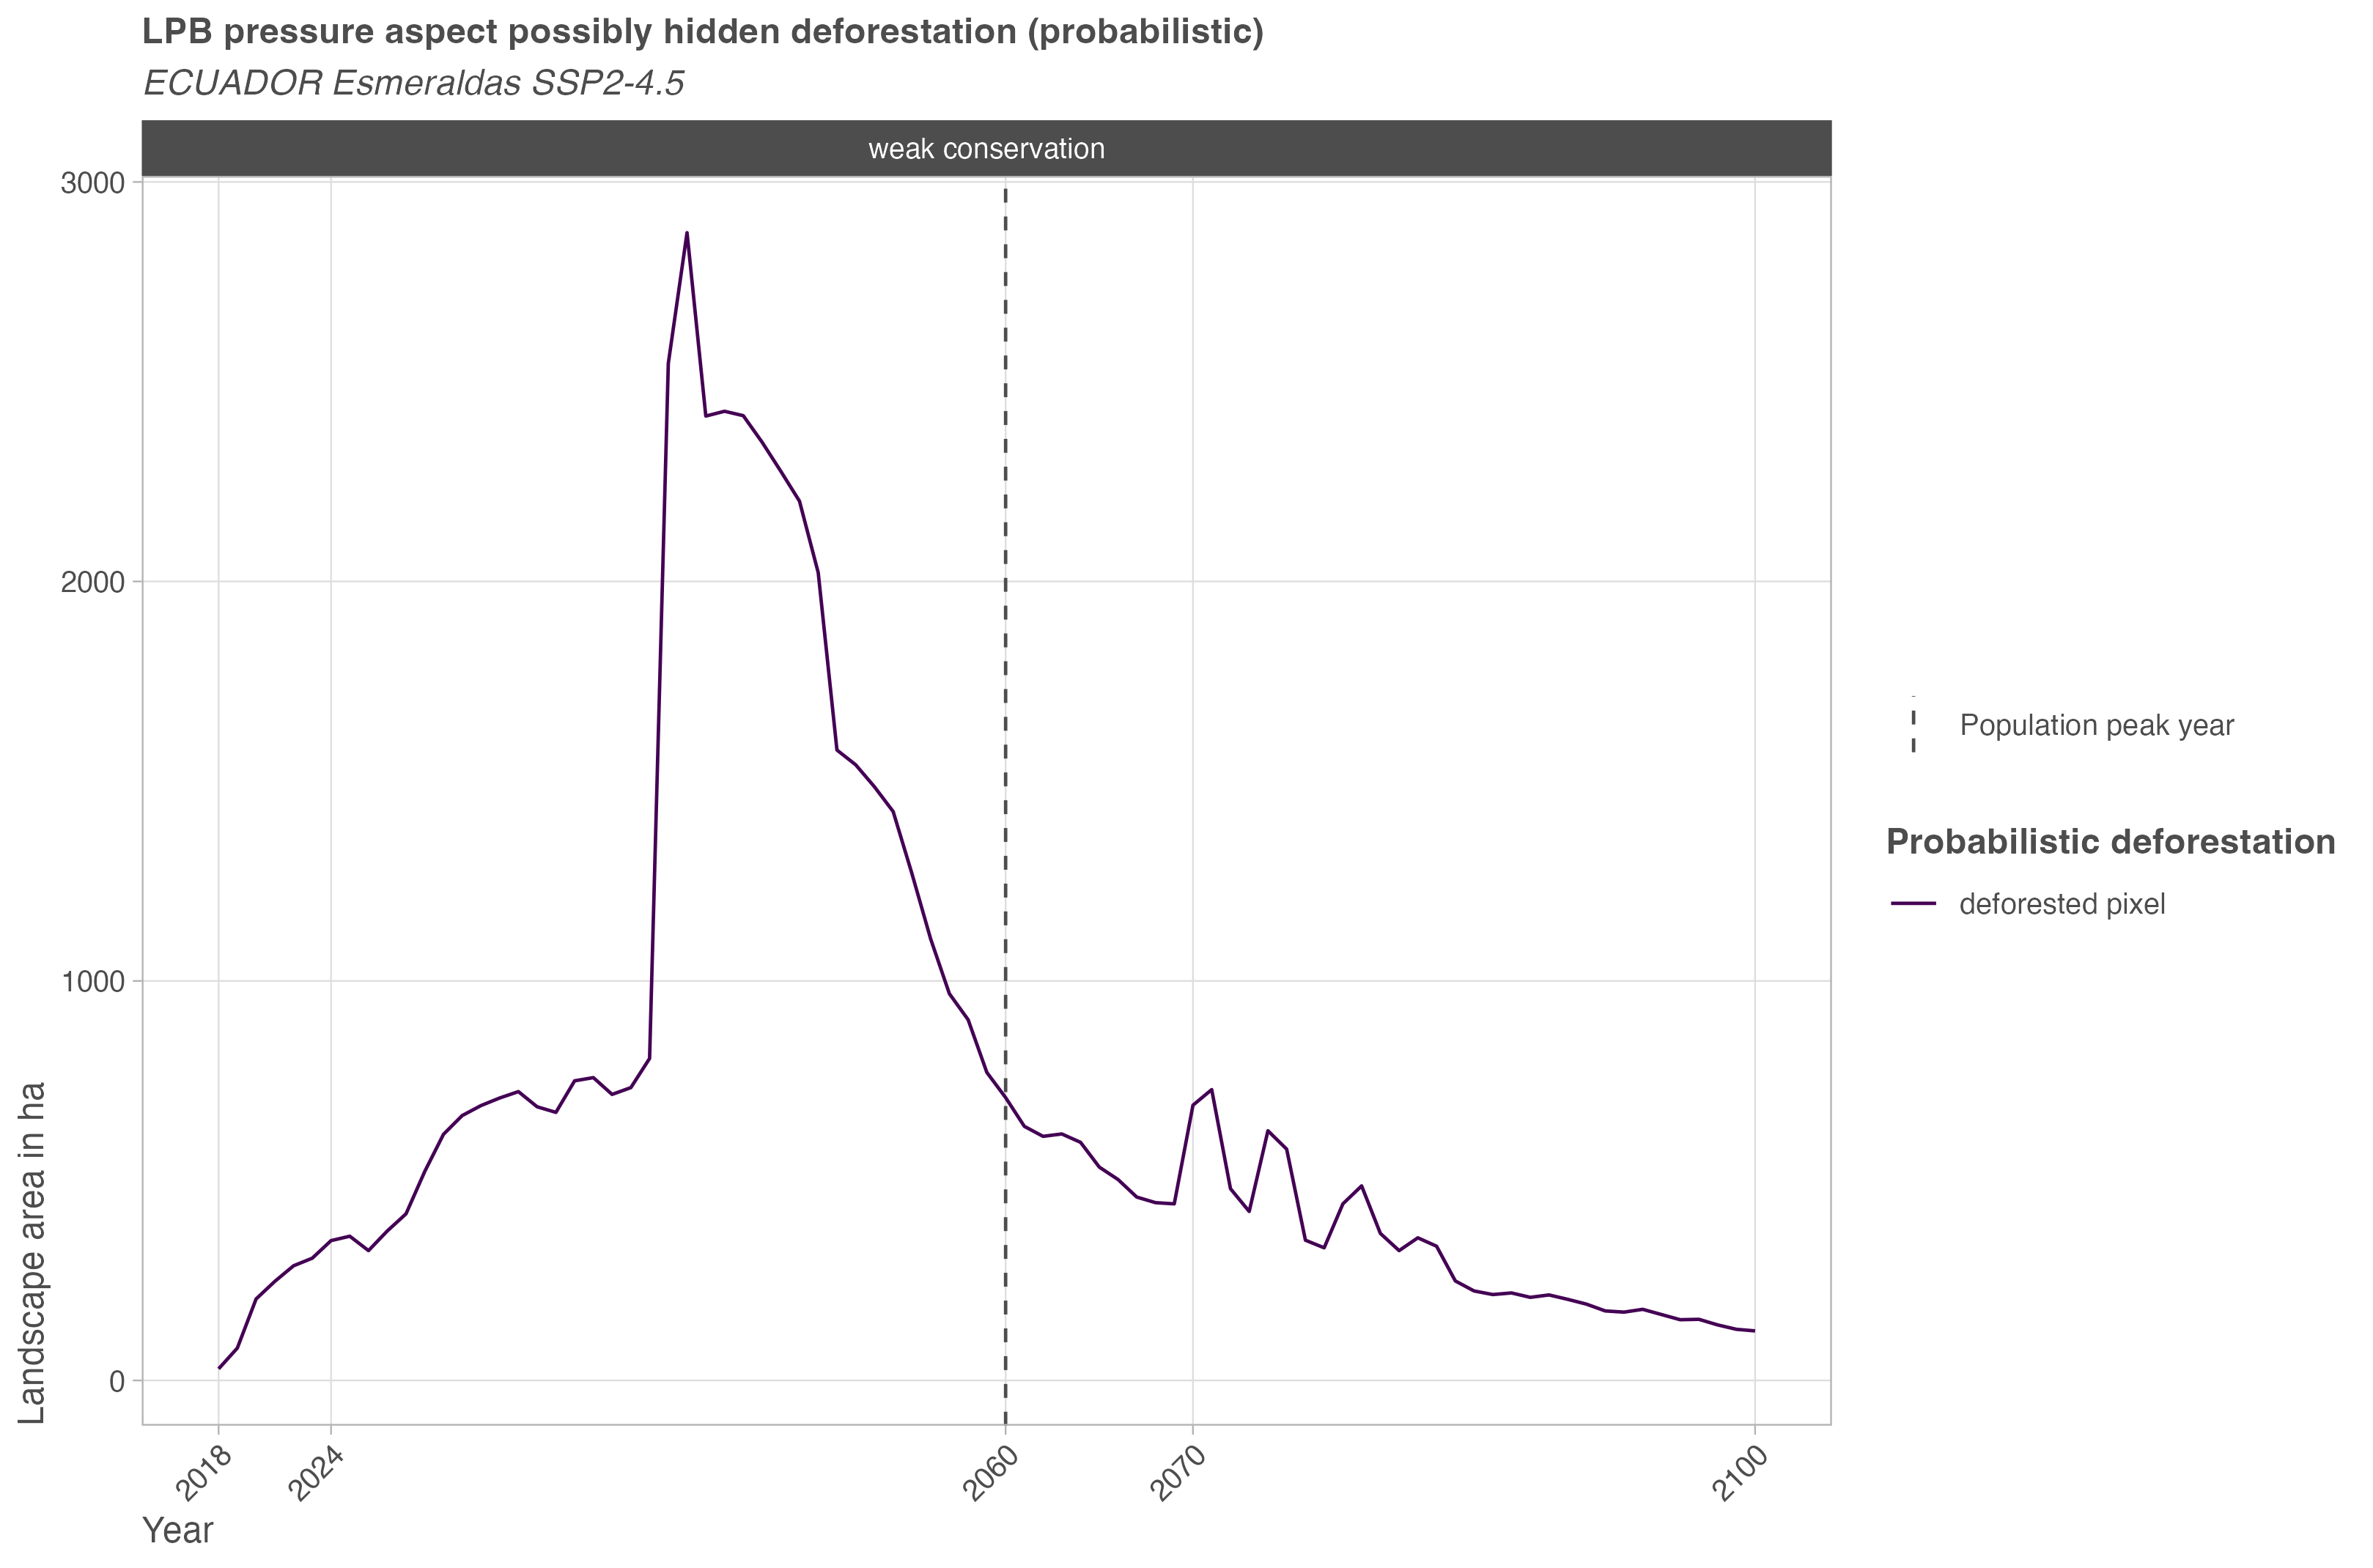 LPB pressure aspect possibly hidden deforestation (probabilistic)
ECUADOR Esmeraldas SSP2-4.5
weak conservation
3000
2000
1000
0
Landscape area in ha
2018
2024
2060
2070
2100
Year
Population peak year
Probabilistic deforestation
deforested pixel